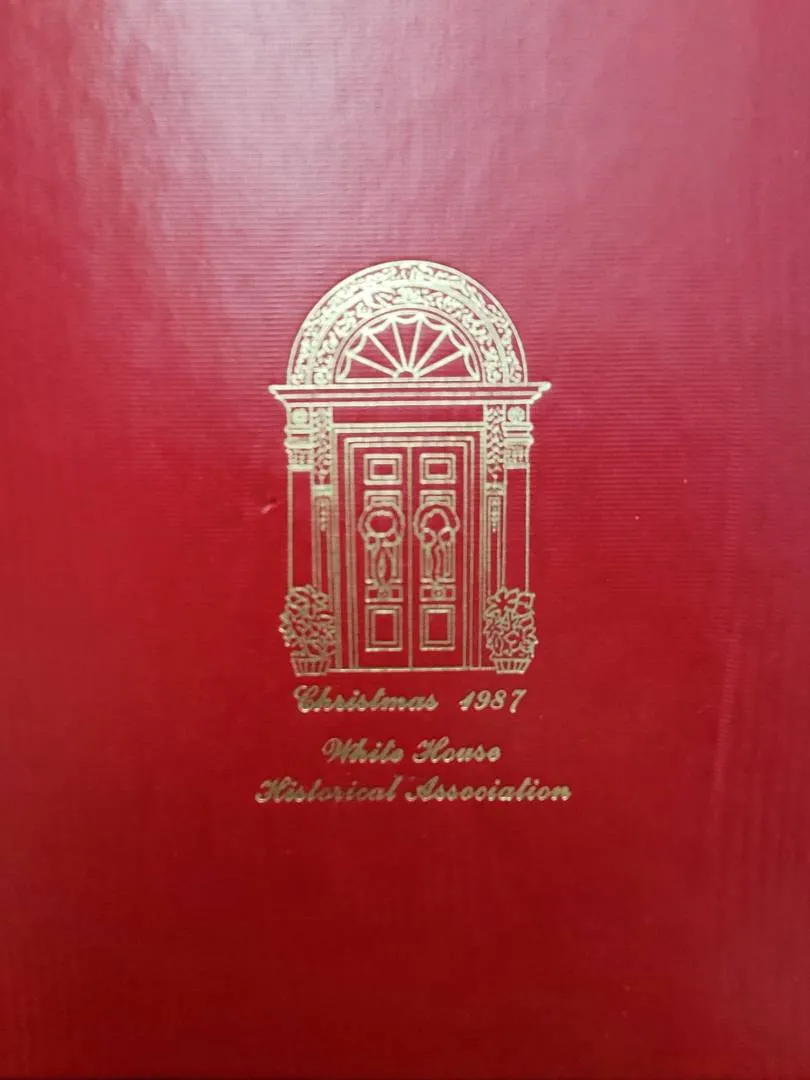 Christmas 1987
White House
Historical Association